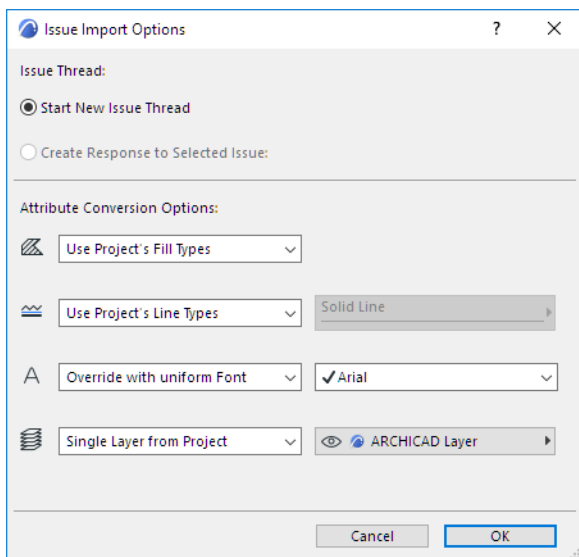 Issue Import Options ?
Issue Thread:
Start New Issue Thread
Create Response to Selected Issue:
Attribute Conversion Options:
Use Project's Fill Types
Use Project's Line Types Solid Line
A Override with uniform Font Arial
Single Layer from Project ARCHICAD Layer
Cancel OK